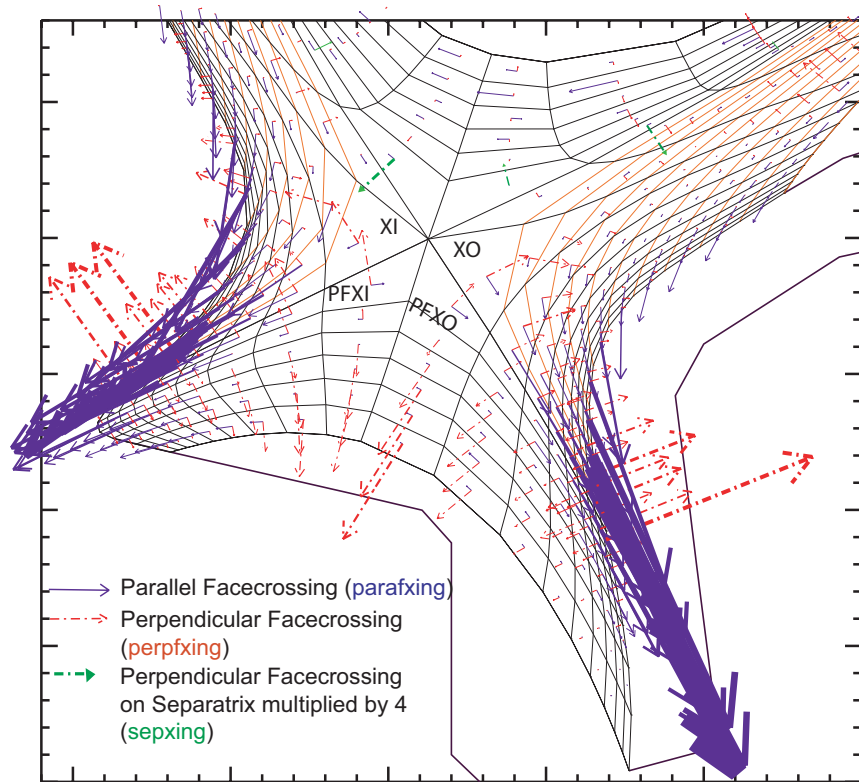 XI
XO
PFXI
PFXO
Parallel Facecrossing (parafxing)
Perpendicular Facecrossing
(perpfxing)
Perpendicular Facecrossing
on Separatrix multiplied by 4
(sepxing)